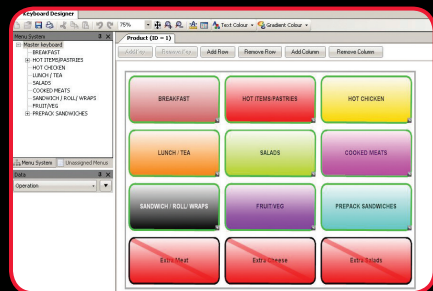 Keyboard Designer
75%
Text Colour
Gradient Colour
Menu System
Product (ID = 1)
Add Row
Remove Row
Add Column
Remove Column
Master keyboard
BREAKFAST
HOT ITEMS/PASTRIES
HOT CHICKEN
LUNCH / TEA
SALADS
COOKED MEATS
SANDWICH / ROLL/ WRAPS
FRUIT/VEG
PREPACK SANDWICHES
Menu System
Unassigned Menus
Data
Operation
BREAKFAST
HOT ITEMS/PASTRIES
HOT CHICKEN
LUNCH / TEA
SALADS
COOKED MEATS
SANDWICH / ROLL/ WRAPS
FRUIT/VEG
PREPACK SANDWICHES
Extra Meat
Extra Cheese
Extra Salads